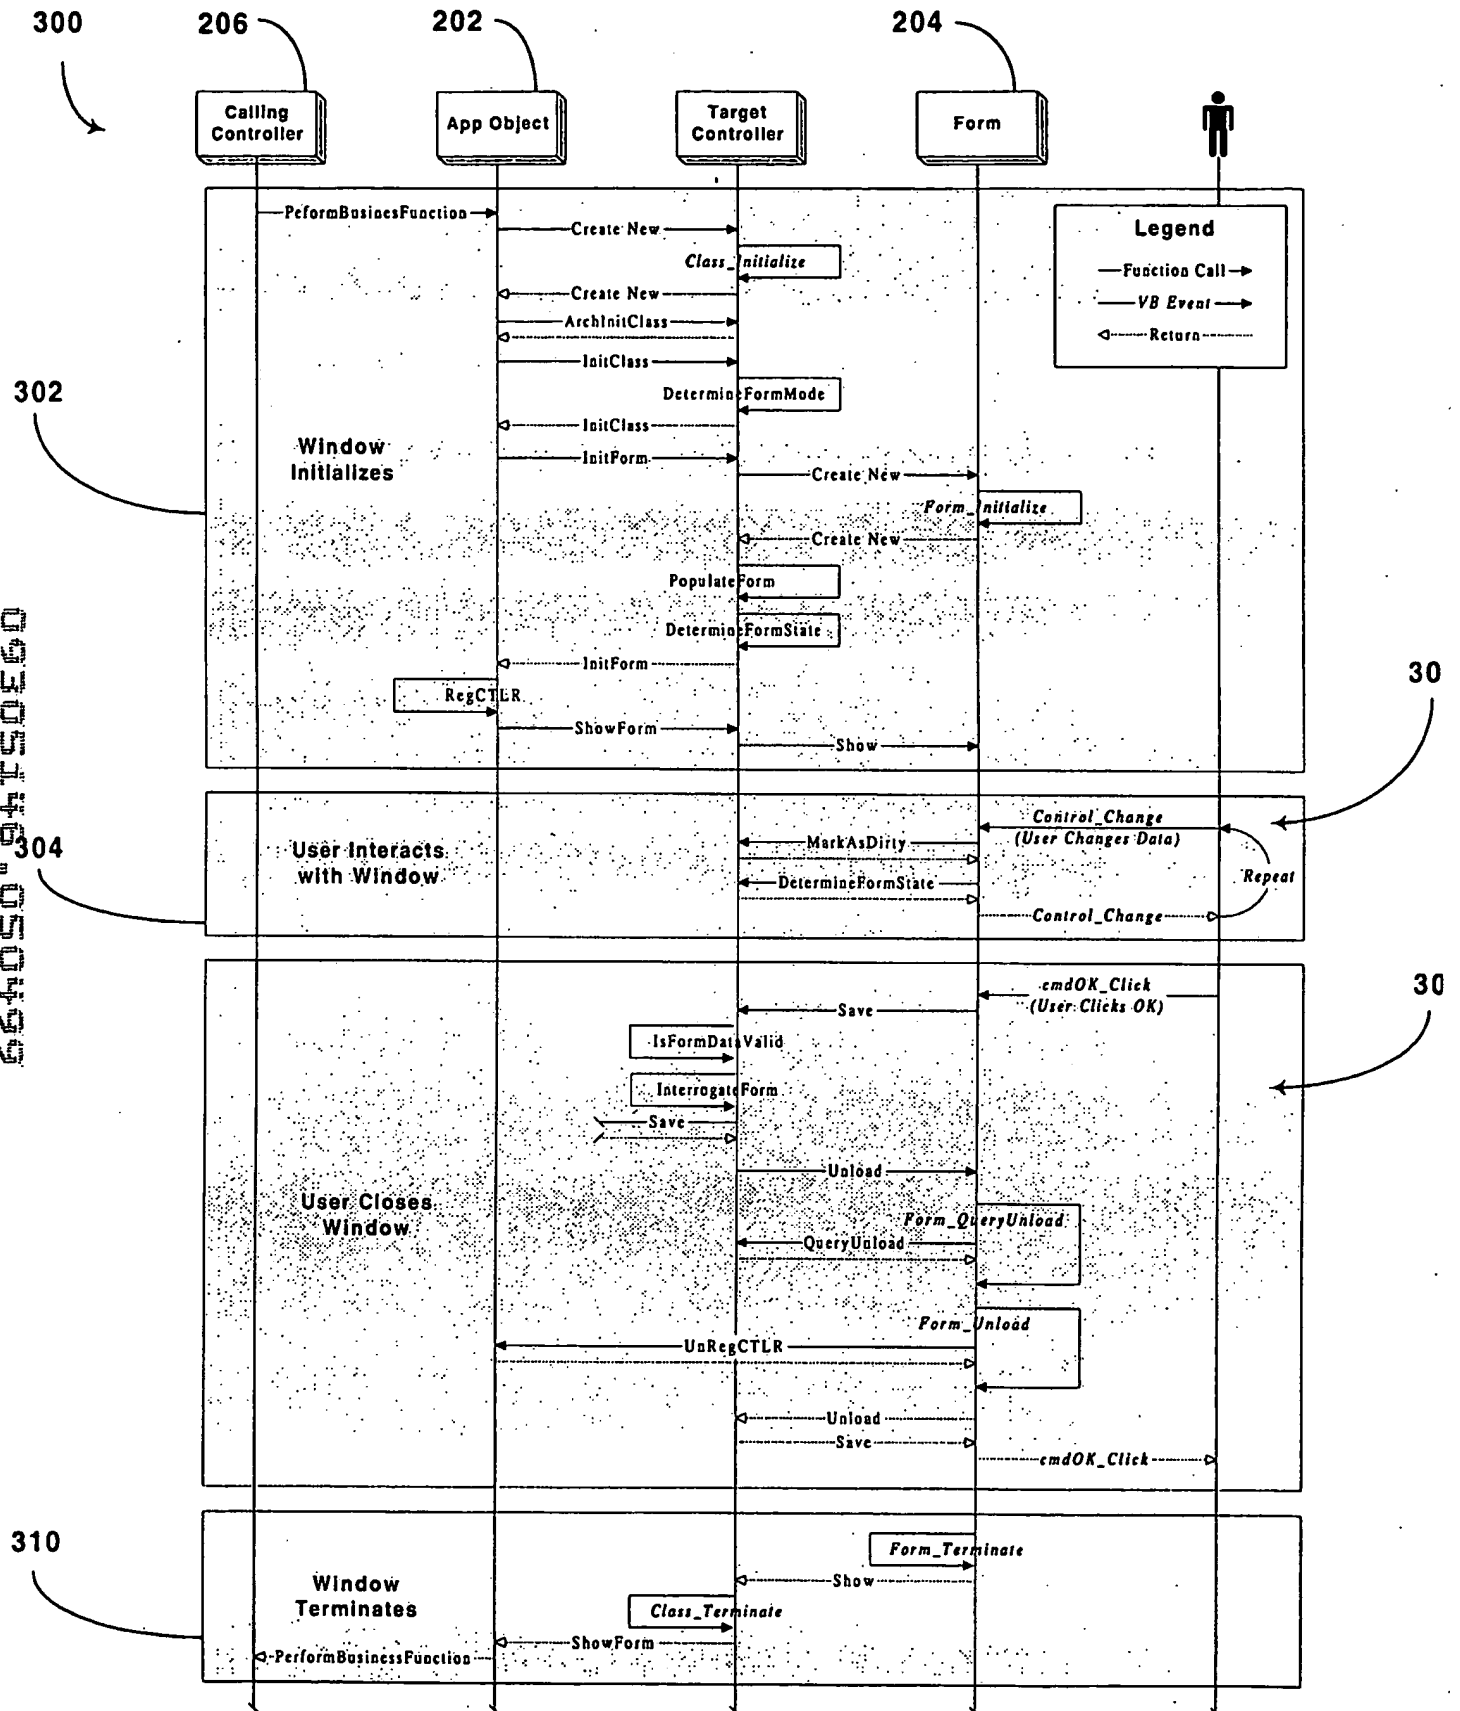 300
206
202
204
Calling
Controller
App Object
Target
Controller
Form
PeformBusinesFunction
Create New
Legend
Class_Initialize
Function Call
Create New
VB Event
ArchInitClass
Return
InitClass
302
DetermineFormMode
InitClass
Window
Initializes
InitForm
Create New
Form_Initialize
Create New
PopulateForm
DetermineFormState
InitForm
30
RegCTLR
ShowForm
Show
Control_Change
(User Changes Data)
304
User Interacts
with Window
MarkAsDirty
Repeat
DetermineFormState
Control_Change
cmdOK_Click
(User Clicks OK)
30
Save
IsFormDataValid
InterrogateForm
Save
Unload
User Closes
Window
Form_QueryUnload
QueryUnload
Form_Unload
UnRegCTLR
Unload
Save
cmdOK_Click
310
Form_Terminate
Window
Terminates
Show
Class_Terminate
ShowForm
PerformBusinessFunction